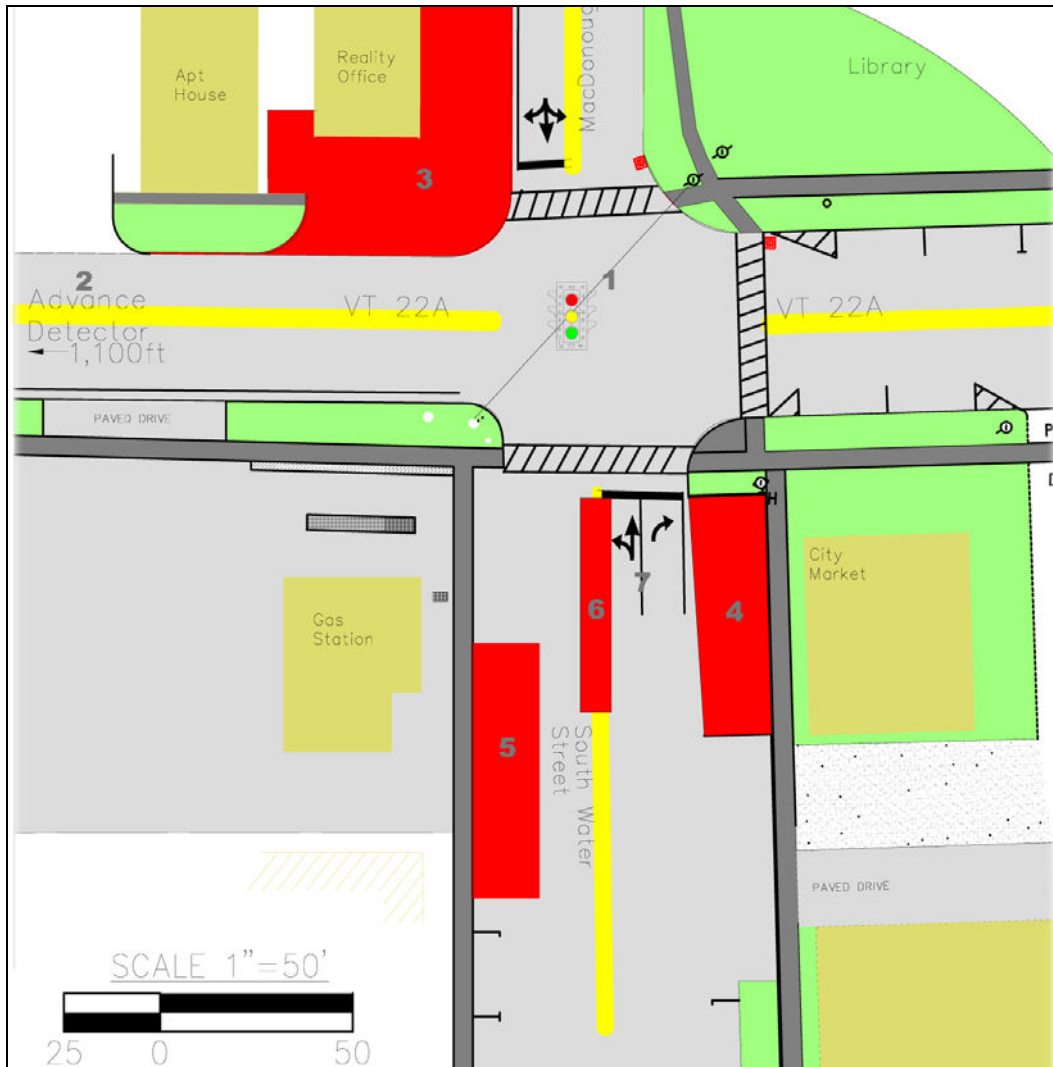 Apt
House
Reality
Office
MacDonoug
Library
3
2
1
Advance
Detector
1,100ft
VT 22A
VT 22A
PAVED DRIVE
P
D
H
Gas
Station
City
Market
7
6
4
5
South Water
Street
PAVED DRIVE
SCALE 1"=50'
25 0 50